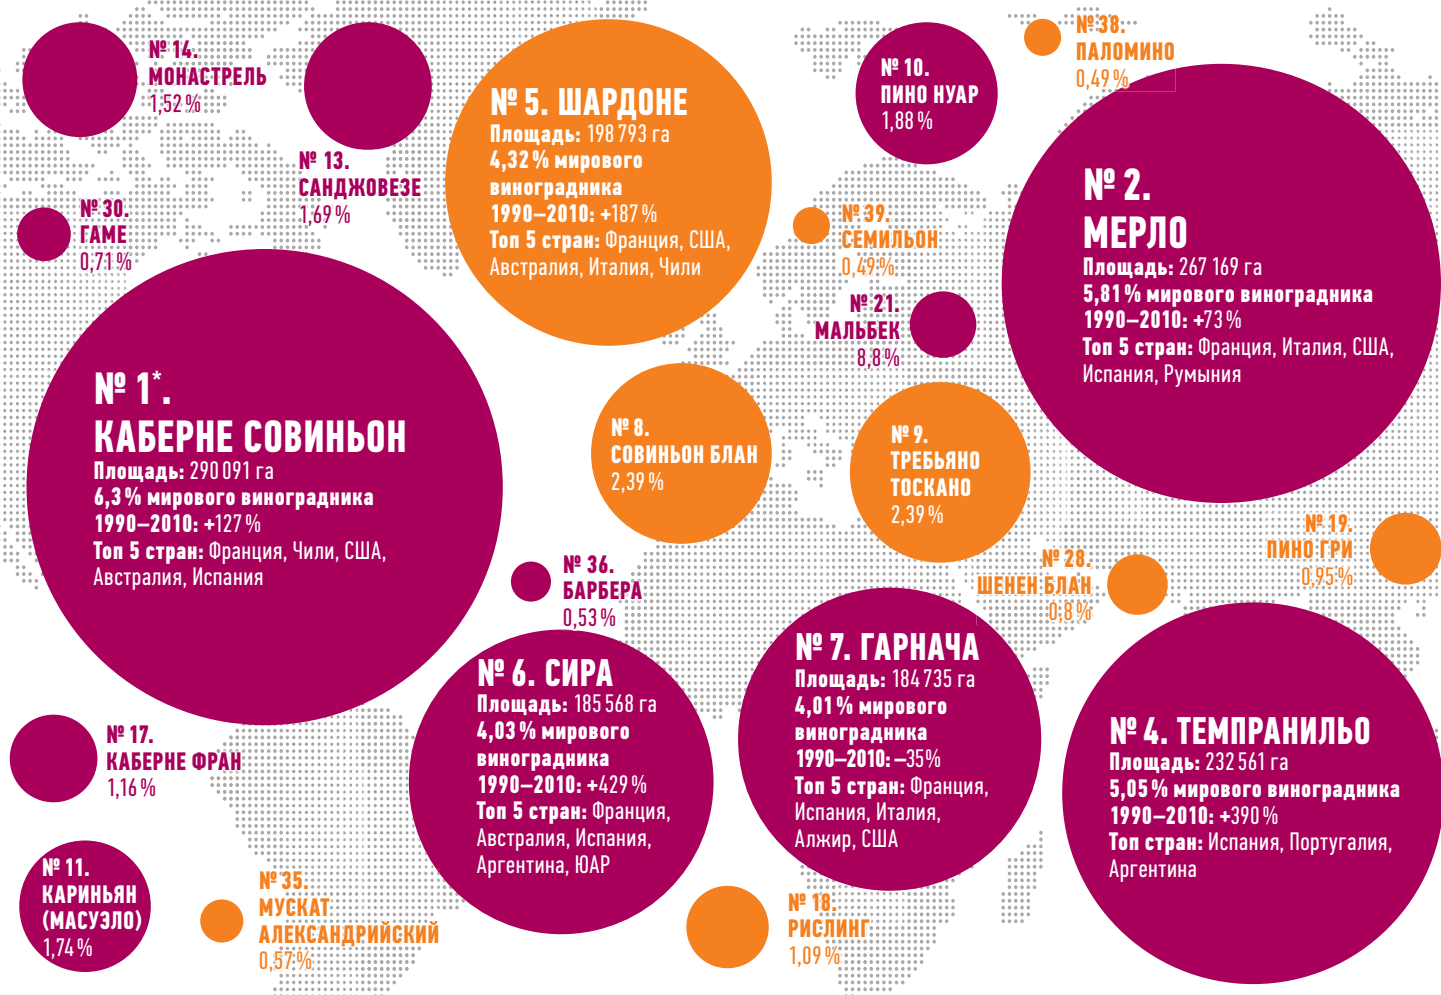 № 14.
МОНАСТРЕЛЬ
1,52 %
№ 13.
САНДЖОВЕЗЕ
1,69 %
№ 5. ШАРДОНЕ
Площадь: 198 793 га
4,32 % мирового
виноградника
1990–2010: +187 %
Топ 5 стран: Франция, США,
Австралия, Италия, Чили
№ 10.
ПИНО НУАР
1,88 %
№ 38.
ПАЛОМИНО
0,49 %
№ 30.
ГАМЕ
0,71 %
№ 39.
СЕМИЛЬОН
0,49 %
№ 2.
МЕРЛО
Площадь: 267 169 га
5,81 % мирового виноградника
1990–2010: +73 %
Топ 5 стран: Франция, Италия, США,
Испания, Румыния
№ 21.
МАЛЬБЕК
8,8 %
№ 1*.
КАБЕРНЕ СОВИНЬОН
Площадь: 290 091 га
6,3 % мирового виноградника
1990–2010: +127 %
Топ 5 стран: Франция, Чили, США,
Австралия, Испания
№ 8.
СОВИНЬОН БЛАН
2,39 %
№ 9.
ТРЕБЬЯНО
ТОСКАНО
2,39 %
№ 19.
ПИНО ГРИ
0,95 %
№ 36.
БАРБЕРА
0,53 %
№ 28.
ШЕНЕН БЛАН
0,8 %
№ 6. СИРА
Площадь: 185 568 га
4,03 % мирового
виноградника
1990–2010: +429 %
Топ 5 стран: Франция,
Австралия, Испания,
Аргентина, ЮАР
№ 7. ГАРНАЧА
Площадь: 184 735 га
4,01 % мирового
виноградника
1990–2010: –35%
Топ 5 стран: Франция,
Испания, Италия,
Алжир, США
№ 4. ТЕМПРАНИЛЬО
Площадь: 232 561 га
5,05 % мирового виноградника
1990–2010: +390 %
Топ стран: Испания, Португалия,
Аргентина
№ 17.
КАБЕРНЕ ФРАН
1,16 %
№ 11.
КАРИНЬЯН
(МАСУЭЛО)
1,74 %
№ 35.
МУСКАТ
АЛЕКСАНДРИЙСКИЙ
0,57 %
№ 18.
РИСЛИНГ
1,09 %